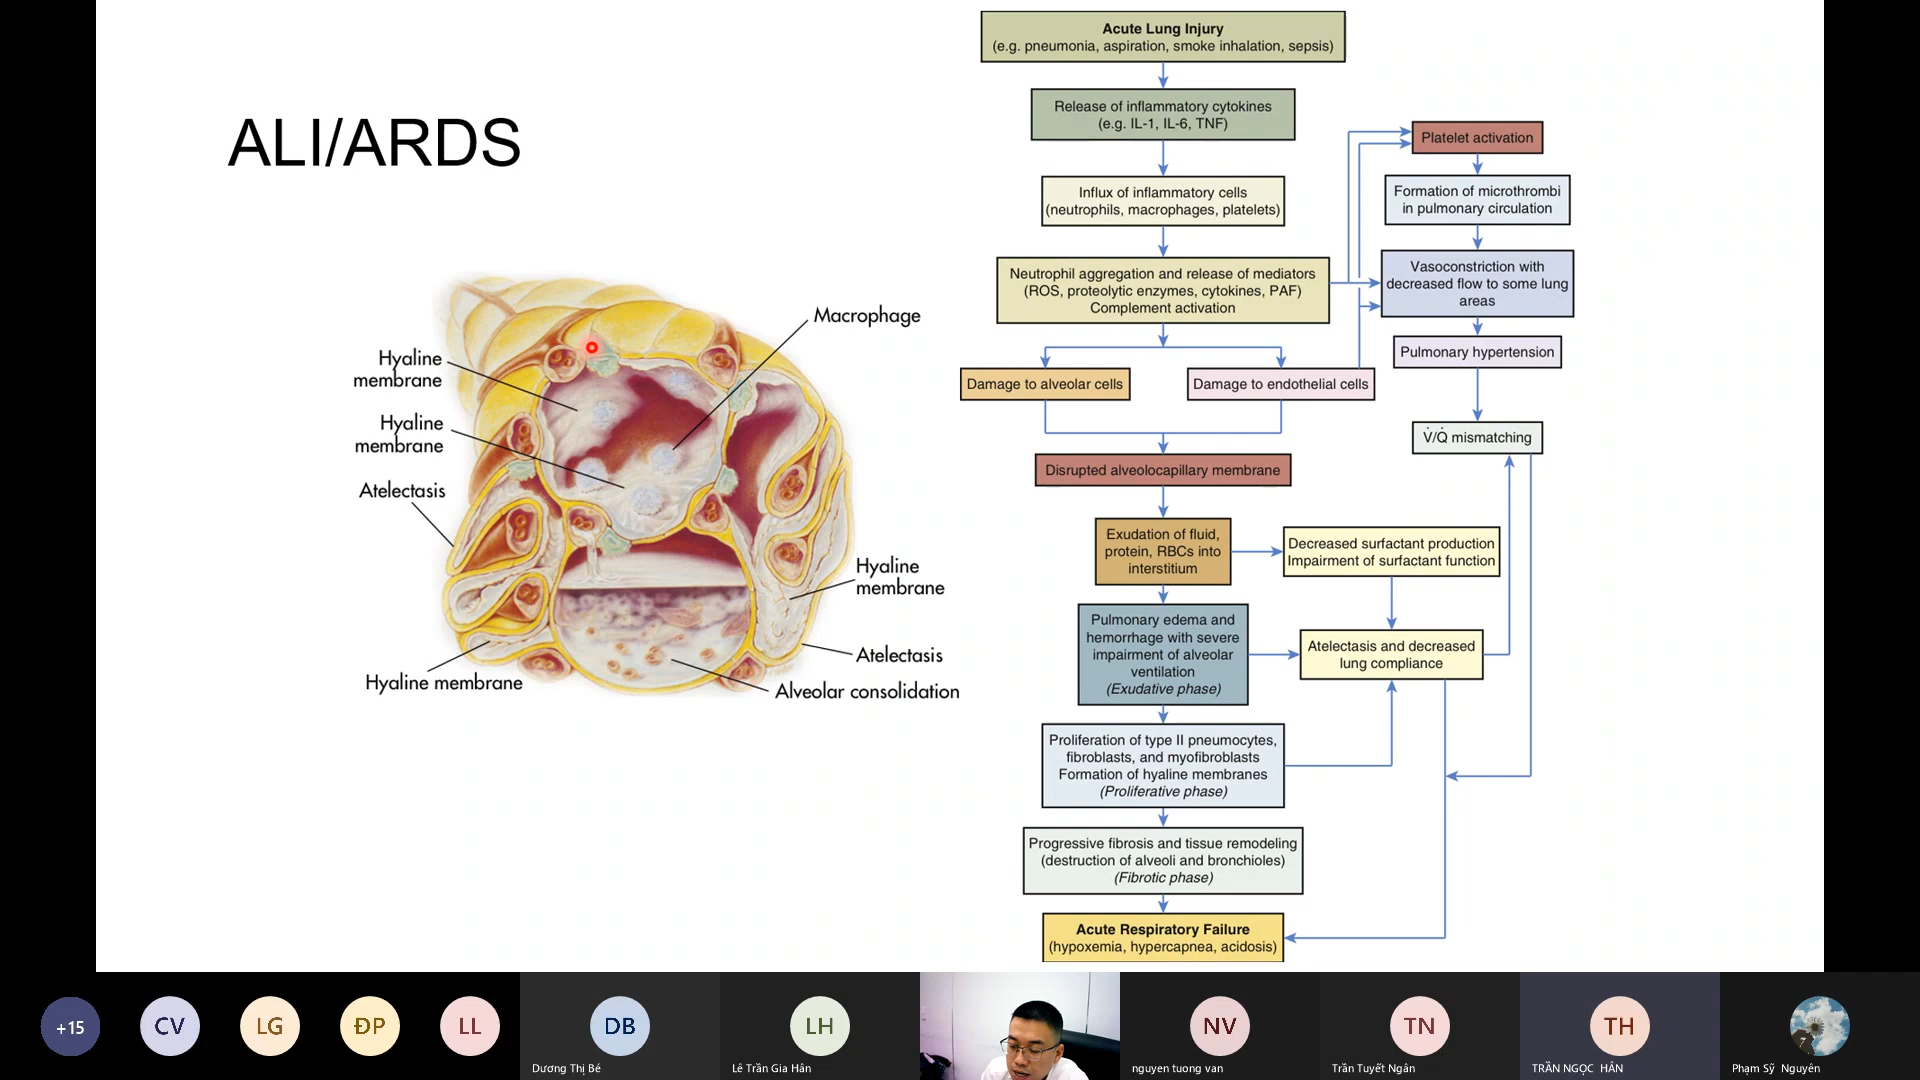 ALI/ARDS
Macrophage
Hyaline
membrane
Hyaline
membrane
Atelectasis
Hyaline
membrane
Atelectasis
Hyaline membrane
Alveolar consolidation
Acute Lung Injury
(e.g. pneumonia, aspiration, smoke inhalation, sepsis)
Release of inflammatory cytokines
(e.g. IL-1, IL-6, TNF)
Influx of inflammatory cells
(neutrophils, macrophages, platelets)
Neutrophil aggregation and release of mediators
(ROS, proteolytic enzymes, cytokines, PAF)
Complement activation
Damage to alveolar cells
Damage to endothelial cells
Platelet activation
Formation of microthrombi
in pulmonary circulation
Vasoconstriction with
decreased flow to some lung
areas
Pulmonary hypertension
V̇/Q̇ mismatching
Disrupted alveolocapillary membrane
Exudation of fluid,
protein, RBCs into
interstitium
Decreased surfactant production
Impairment of surfactant function
Pulmonary edema and
hemorrhage with severe
impairment of alveolar
ventilation
(Exudative phase)
Atelectasis and decreased
lung compliance
Proliferation of type II pneumocytes,
fibroblasts, and myofibroblasts
Formation of hyaline membranes
(Proliferative phase)
Progressive fibrosis and tissue remodeling
(destruction of alveoli and bronchioles)
(Fibrotic phase)
Acute Respiratory Failure
(hypoxemia, hypercapnea, acidosis)
+15
CV
LG
ĐP
LL
DB
Dương Thị Bé
LH
Lê Trần Gia Hân
NV
nguyen tuong van
TN
Trần Tuyết Ngân
TH
TRẦN NGỌC HÂN
Phạm Sỹ Nguyên